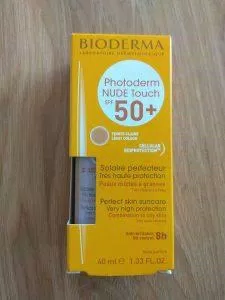 BIODERMA
LABORATOIRE DERMATOLOGIQUE
Photoderm
NUDE Touch
SPF 50+
TEINTE CLAIRE
LIGHT COLOUR
CELLULAR
BIOPROTECTION™
Solaire perfecteur
Très haute protection
Peaux mixtes à grasses
Perfect skin suncare
Very high protection
Combination to oily skin
8h
40 ml e 1.33 FL.OZ.